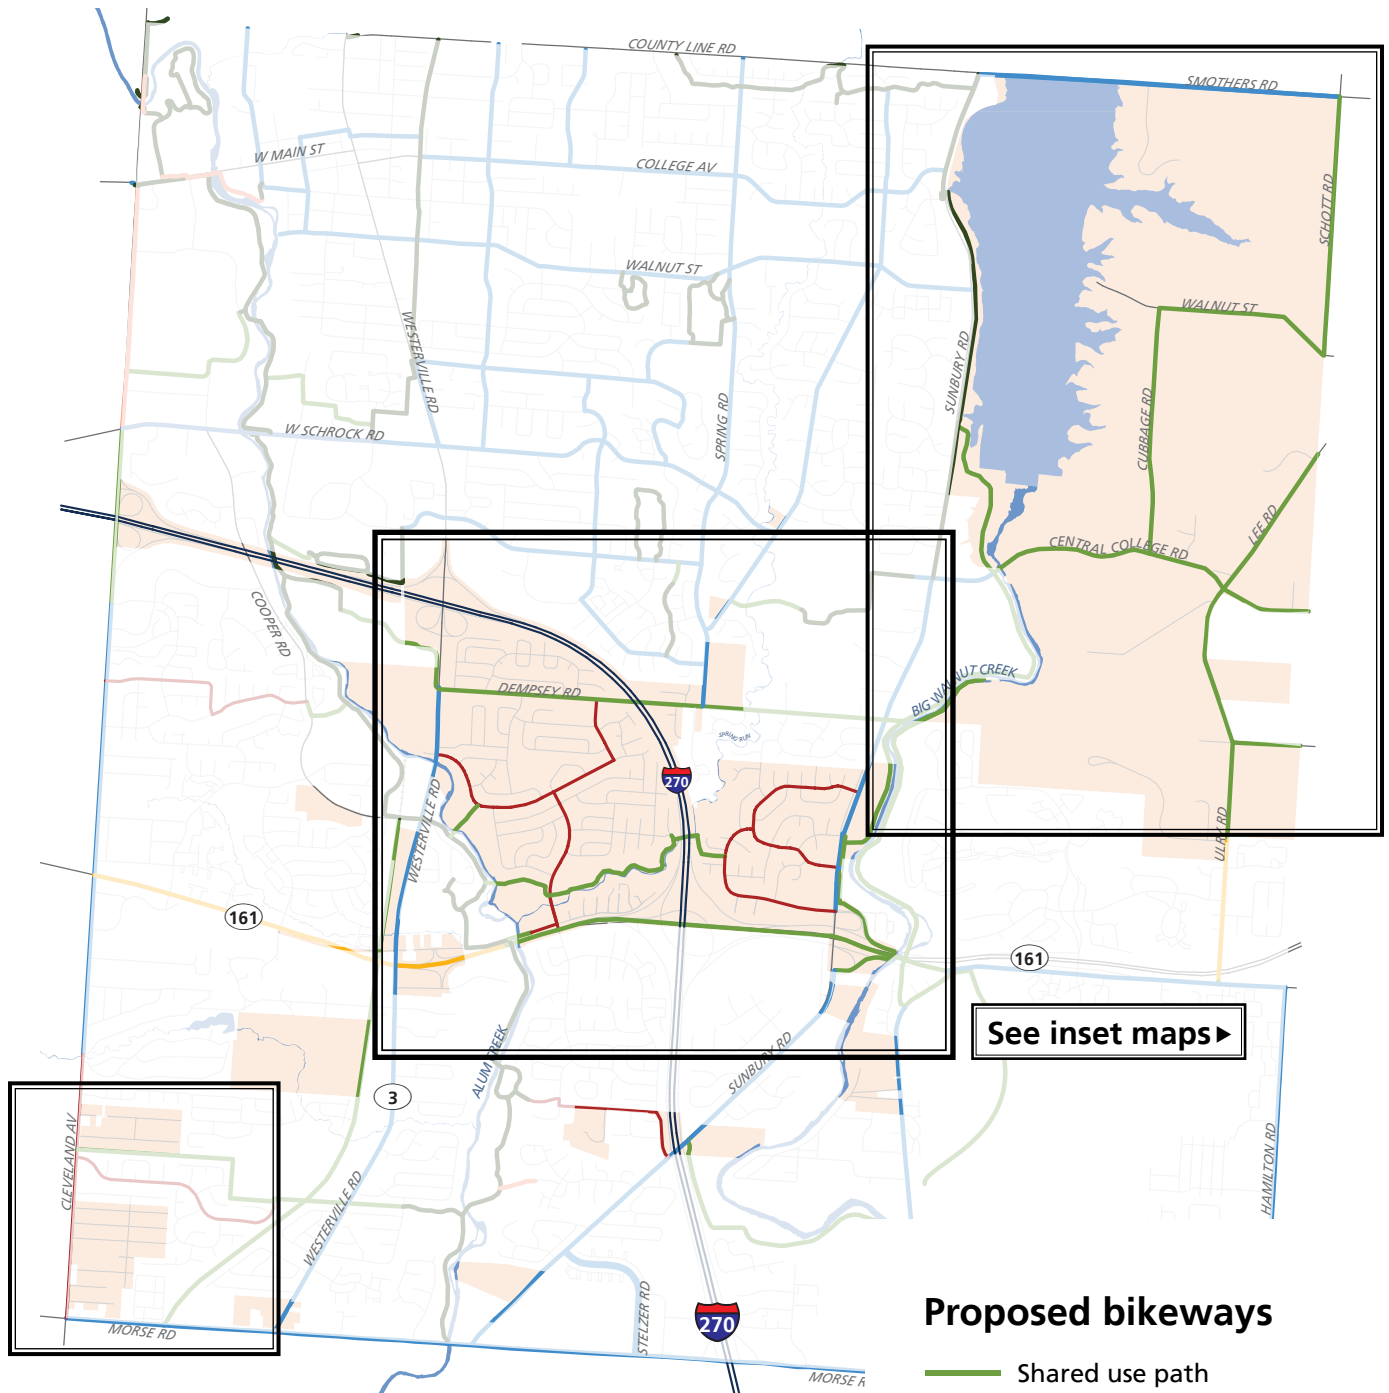 COUNTY LINE RD
SMOTHERS RD
W MAIN ST
COLLEGE AV
SCHOTT RD
WALNUT ST
WALNUT ST
WESTERVILLE RD
SUNBURY RD
SPRING RD
CUBBAGE RD
W SCHROCK RD
LEE RD
CENTRAL COLLEGE RD
COOPER RD
DEMPSEY RD
BIG WALNUT CREEK
SPRING RUN
270
WESTERVILLE RD
ULRY RD
161
161
See inset maps▶
SUNBURY RD
ALUM CREEK
3
CLEVELAND AV
HAMILTON RD
WESTERVILLE RD
STELZER RD
270
MORSE RD
MORSE R
Proposed bikeways
Shared use path